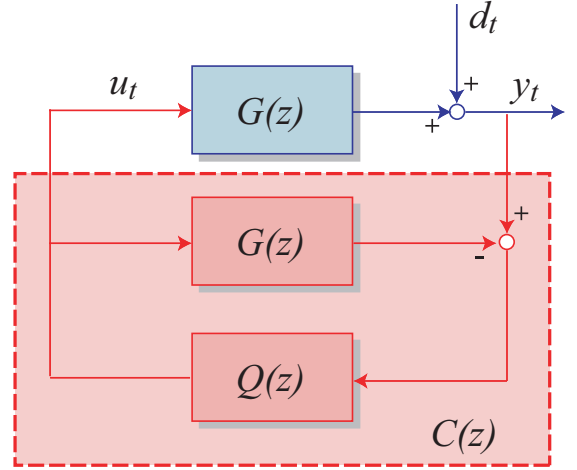 d_t
+
u_t
G(z)
+
y_t
+
G(z)
-
Q(z)
C(z)